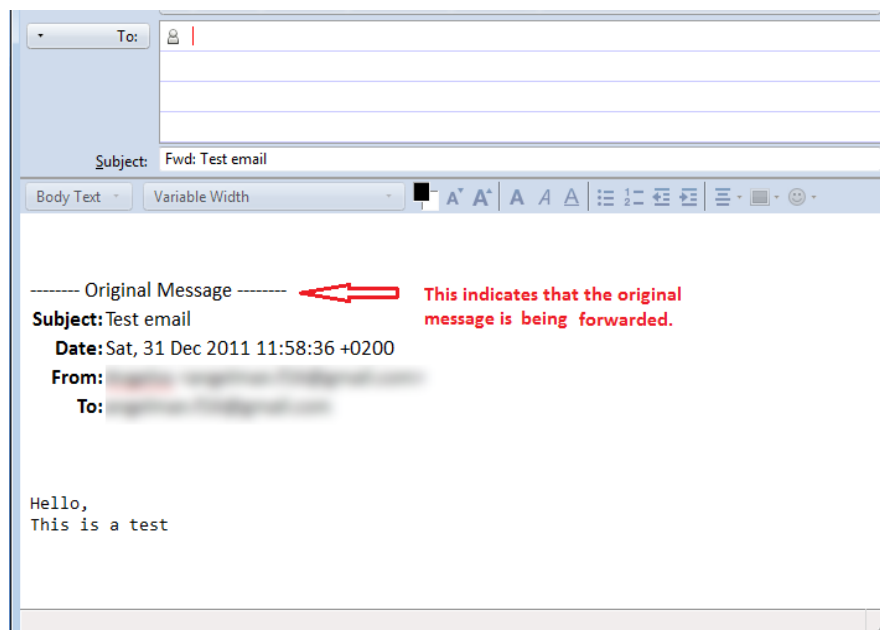 To:
Subject: Fwd: Test email
Body Text Variable Width
-------- Original Message --------
This indicates that the original
message is being forwarded.
Subject: Test email
Date: Sat, 31 Dec 2011 11:58:36 +0200
From:
To:
Hello,
This is a test